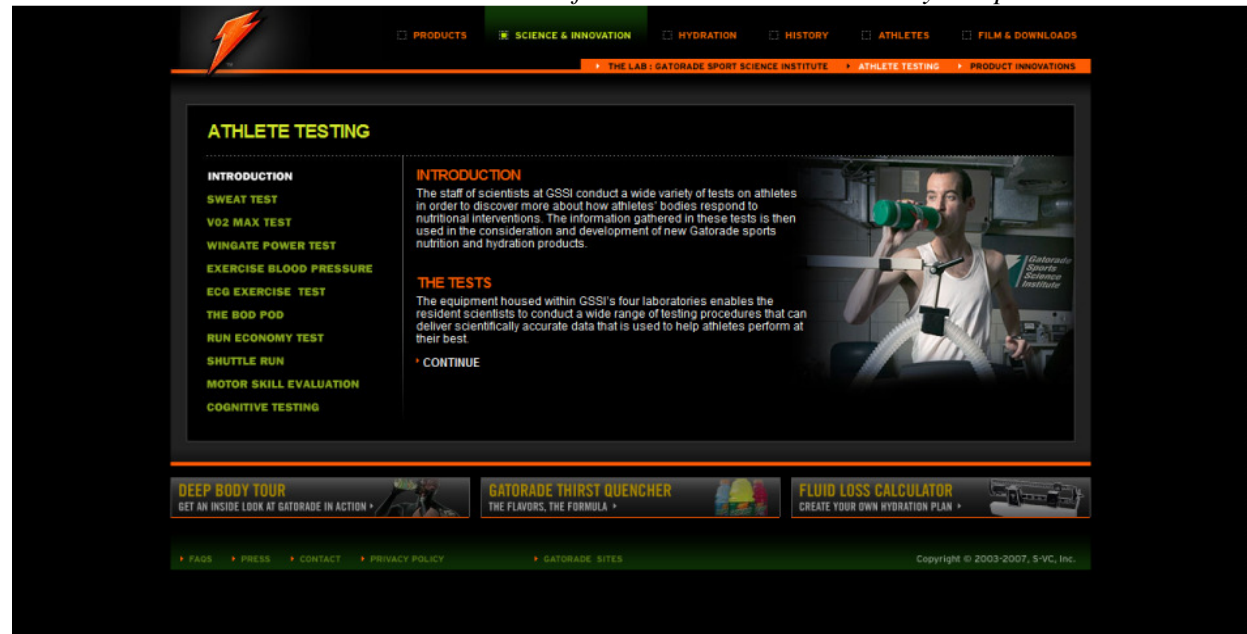 PRODUCTS SCIENCE & INNOVATION HYDRATION HISTORY ATHLETES FILM & DOWNLOADS
THE LAB : GATORADE SPORT SCIENCE INSTITUTE ATHLETE TESTING PRODUCT INNOVATIONS
ATHLETE TESTING
INTRODUCTION
SWEAT TEST
V02 MAX TEST
WINGATE POWER TEST
EXERCISE BLOOD PRESSURE
ECG EXERCISE TEST
THE BOD POD
RUN ECONOMY TEST
SHUTTLE RUN
MOTOR SKILL EVALUATION
COGNITIVE TESTING
INTRODUCTION
The staff of scientists at GSSI conduct a wide variety of tests on athletes
in order to discover more about how athletes' bodies respond to
nutritional interventions. The information gathered in these tests is then
used in the consideration and development of new Gatorade sports
nutrition and hydration products.
THE TESTS
The equipment housed within GSSI's four laboratories enables the
resident scientists to conduct a wide range of testing procedures that can
deliver scientifically accurate data that is used to help athletes perform at
their best.
CONTINUE
Gatorade
Sports
Science
Institute
DEEP BODY TOUR
GET AN INSIDE LOOK AT GATORADE IN ACTION
GATORADE THIRST QUENCHER
THE FLAVORS, THE FORMULA
FLUID LOSS CALCULATOR
CREATE YOUR OWN HYDRATION PLAN
FAQS PRESS CONTACT PRIVACY POLICY GATORADE SITES Copyright © 2003-2007, S-VC, Inc.